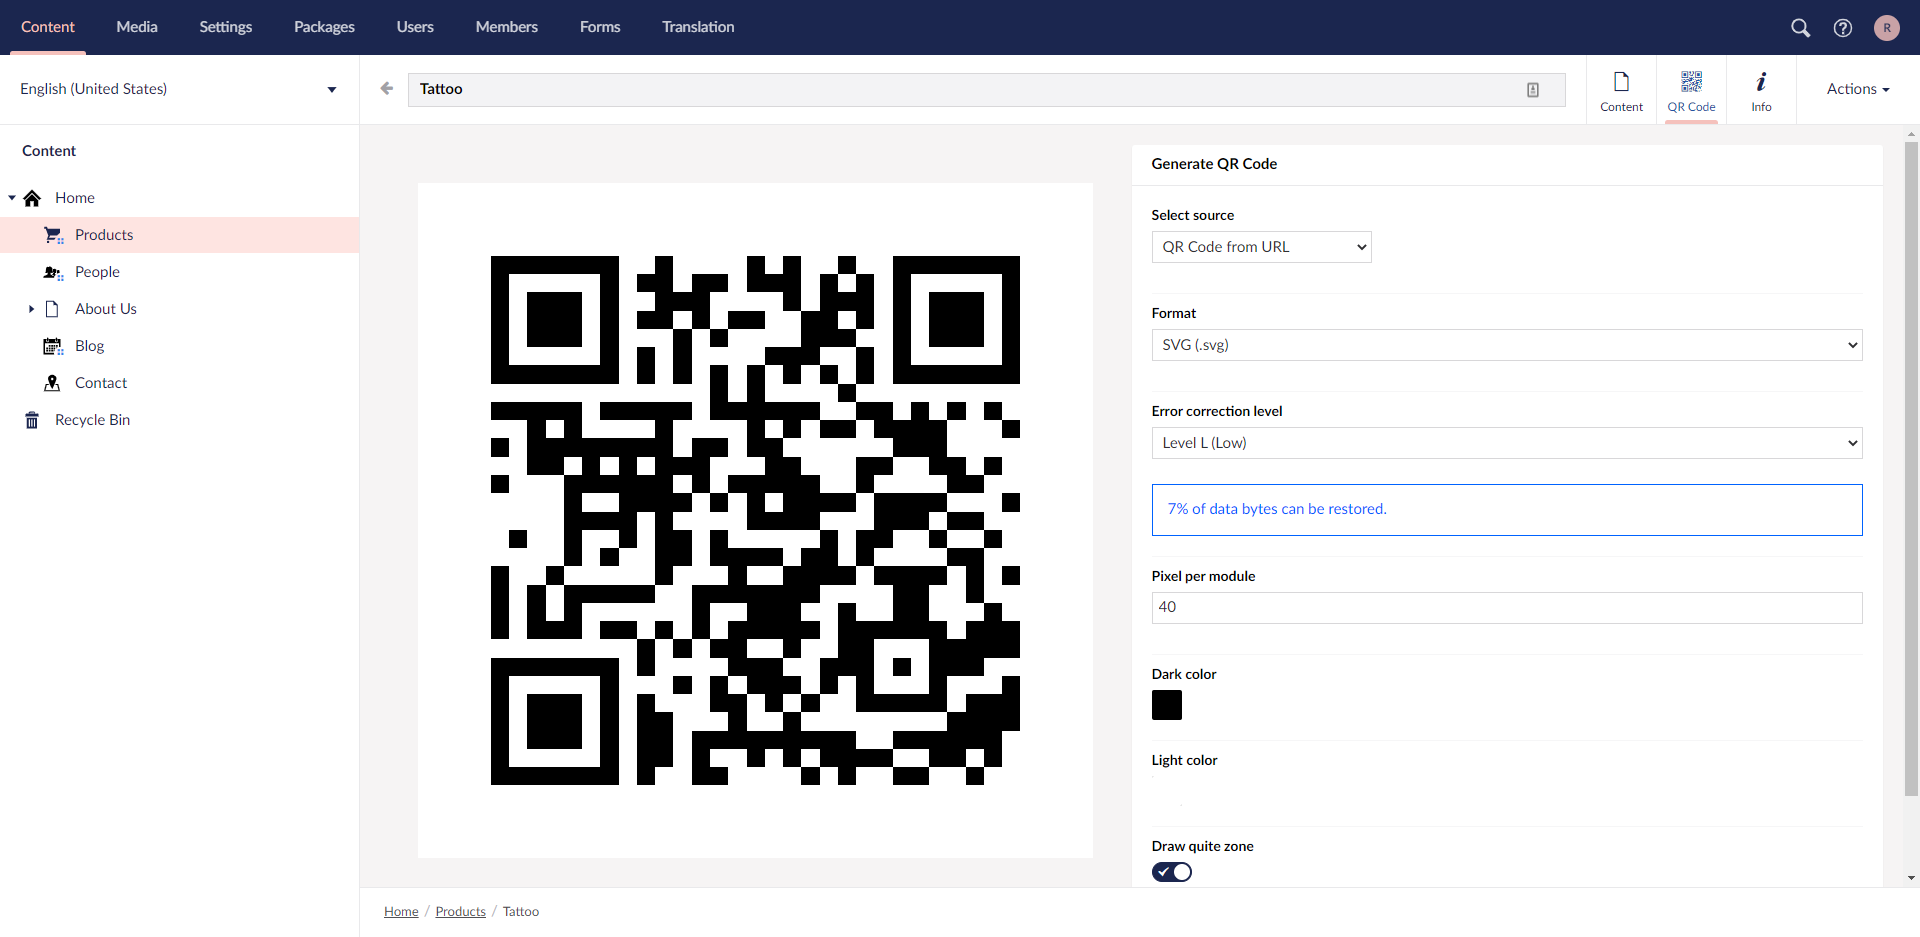 Content Media Settings Packages Users Members Forms Translation
R
English (United States)
Tattoo
Content
QR Code
Info
Actions
Content
Home
Products
People
About Us
Blog
Contact
Recycle Bin
Generate QR Code
Select source
QR Code from URL
Format
SVG (.svg)
Error correction level
Level L (Low)
7% of data bytes can be restored.
Pixel per module
40
Dark color
Light color
Draw quite zone
Home / Products / Tattoo